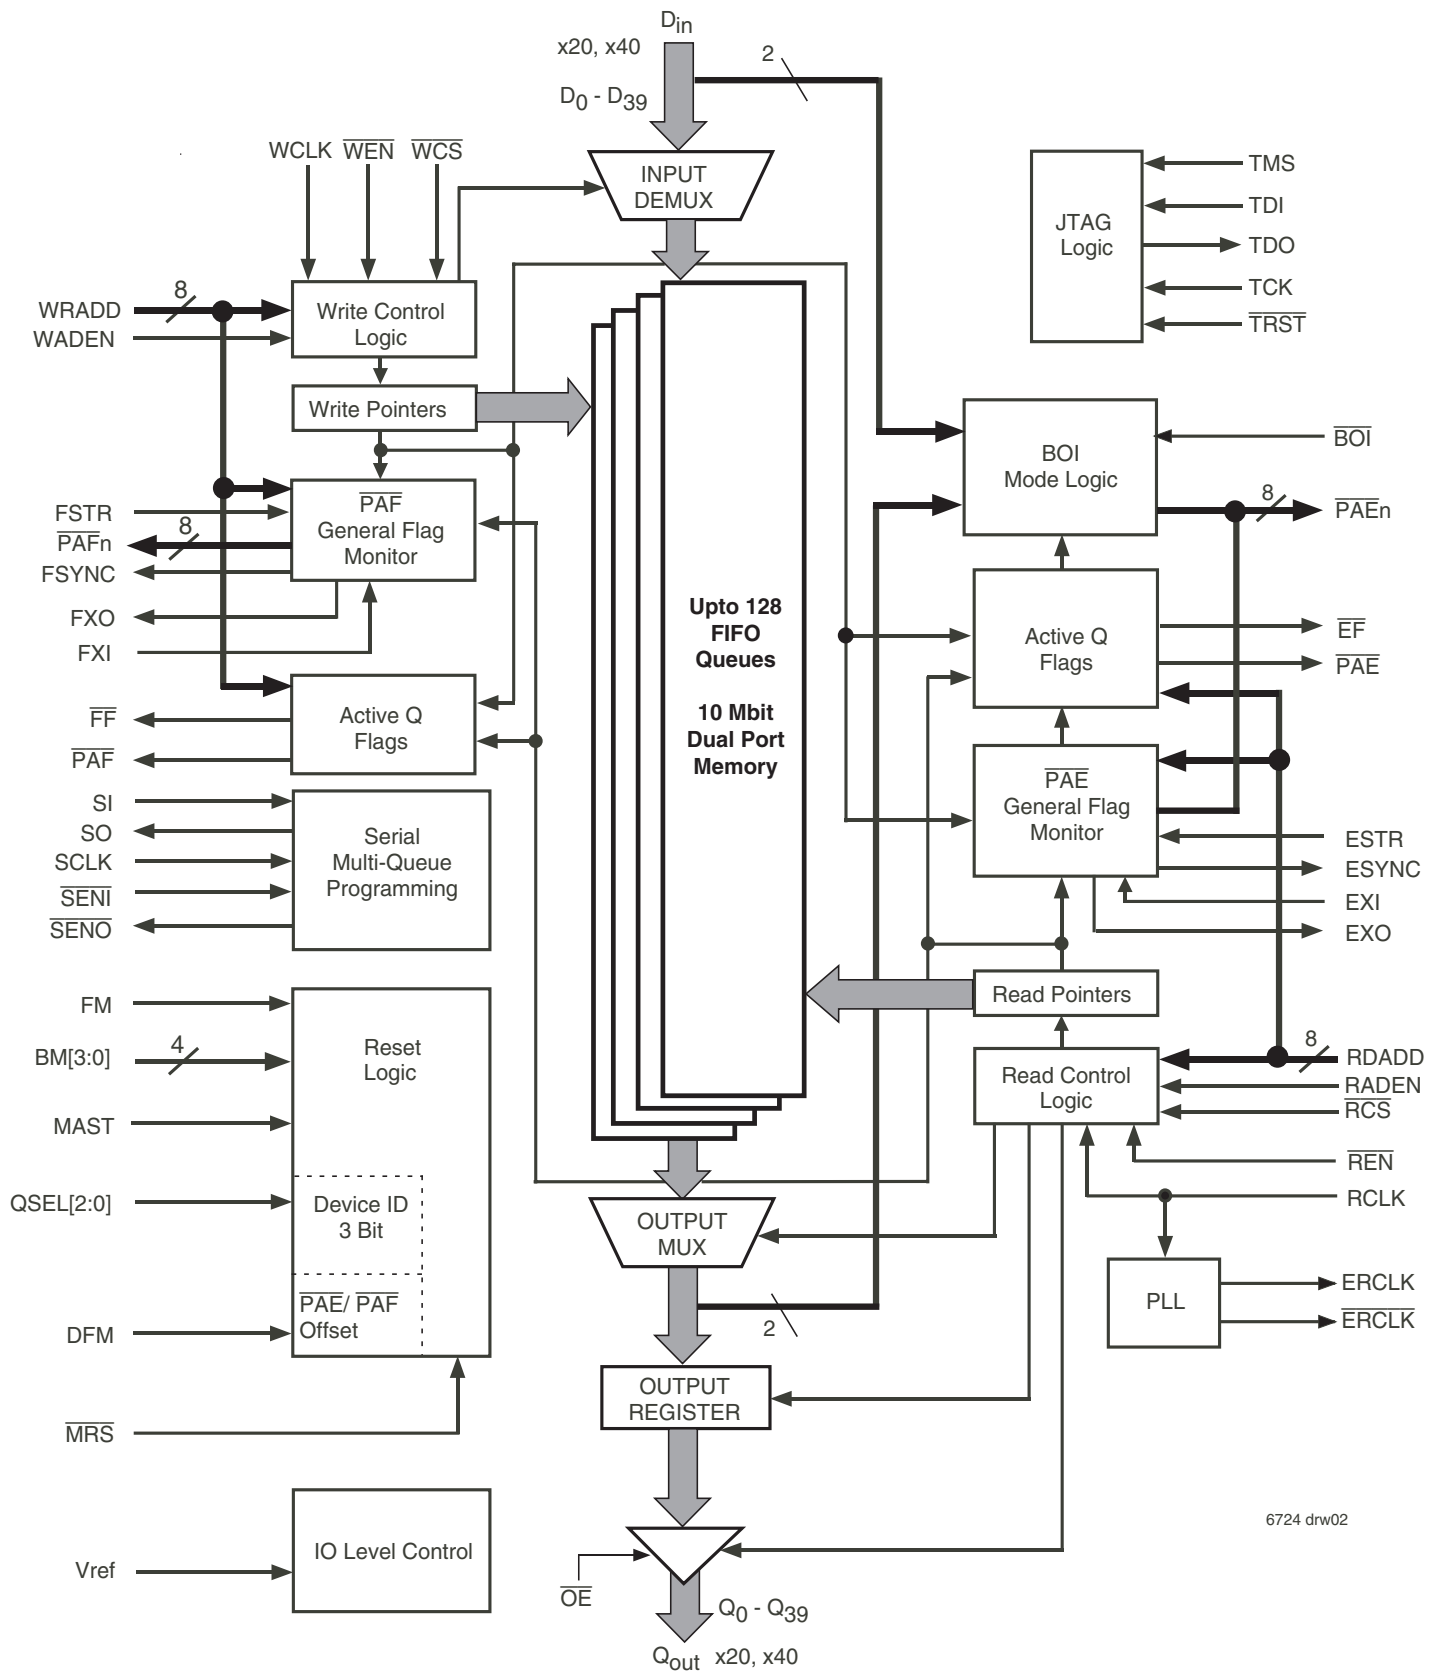 Din
x20, x40
2
D0 - D39
WCLK
WEN
WCS
INPUT
DEMUX
JTAG
Logic
TMS
TDI
TDO
TCK
TRST
WRADD
8
WADEN
Write Control
Logic
Write Pointers
BOI
Mode Logic
BOI
8
PAEn
FSTR
PAFn
8
FSYNC
FXO
FXI
PAF
General Flag
Monitor
Upto 128
FIFO
Queues
10 Mbit
Dual Port
Memory
Active Q
Flags
EF
PAE
FF
PAF
Active Q
Flags
PAE
General Flag
Monitor
ESTR
ESYNC
EXI
EXO
SI
SO
SCLK
SENI
SENO
Serial
Multi-Queue
Programming
Read Pointers
FM
BM[3:0]
4
MAST
QSEL[2:0]
DFM
MRS
Reset
Logic
Device ID
3 Bit
PAE/ PAF
Offset
Read Control
Logic
8
RDADD
RADEN
RCS
REN
RCLK
OUTPUT
MUX
2
PLL
ERCLK
ERCLK
OUTPUT
REGISTER
Vref
IO Level Control
OE
Q0 - Q39
Qout x20, x40
6724 drw02